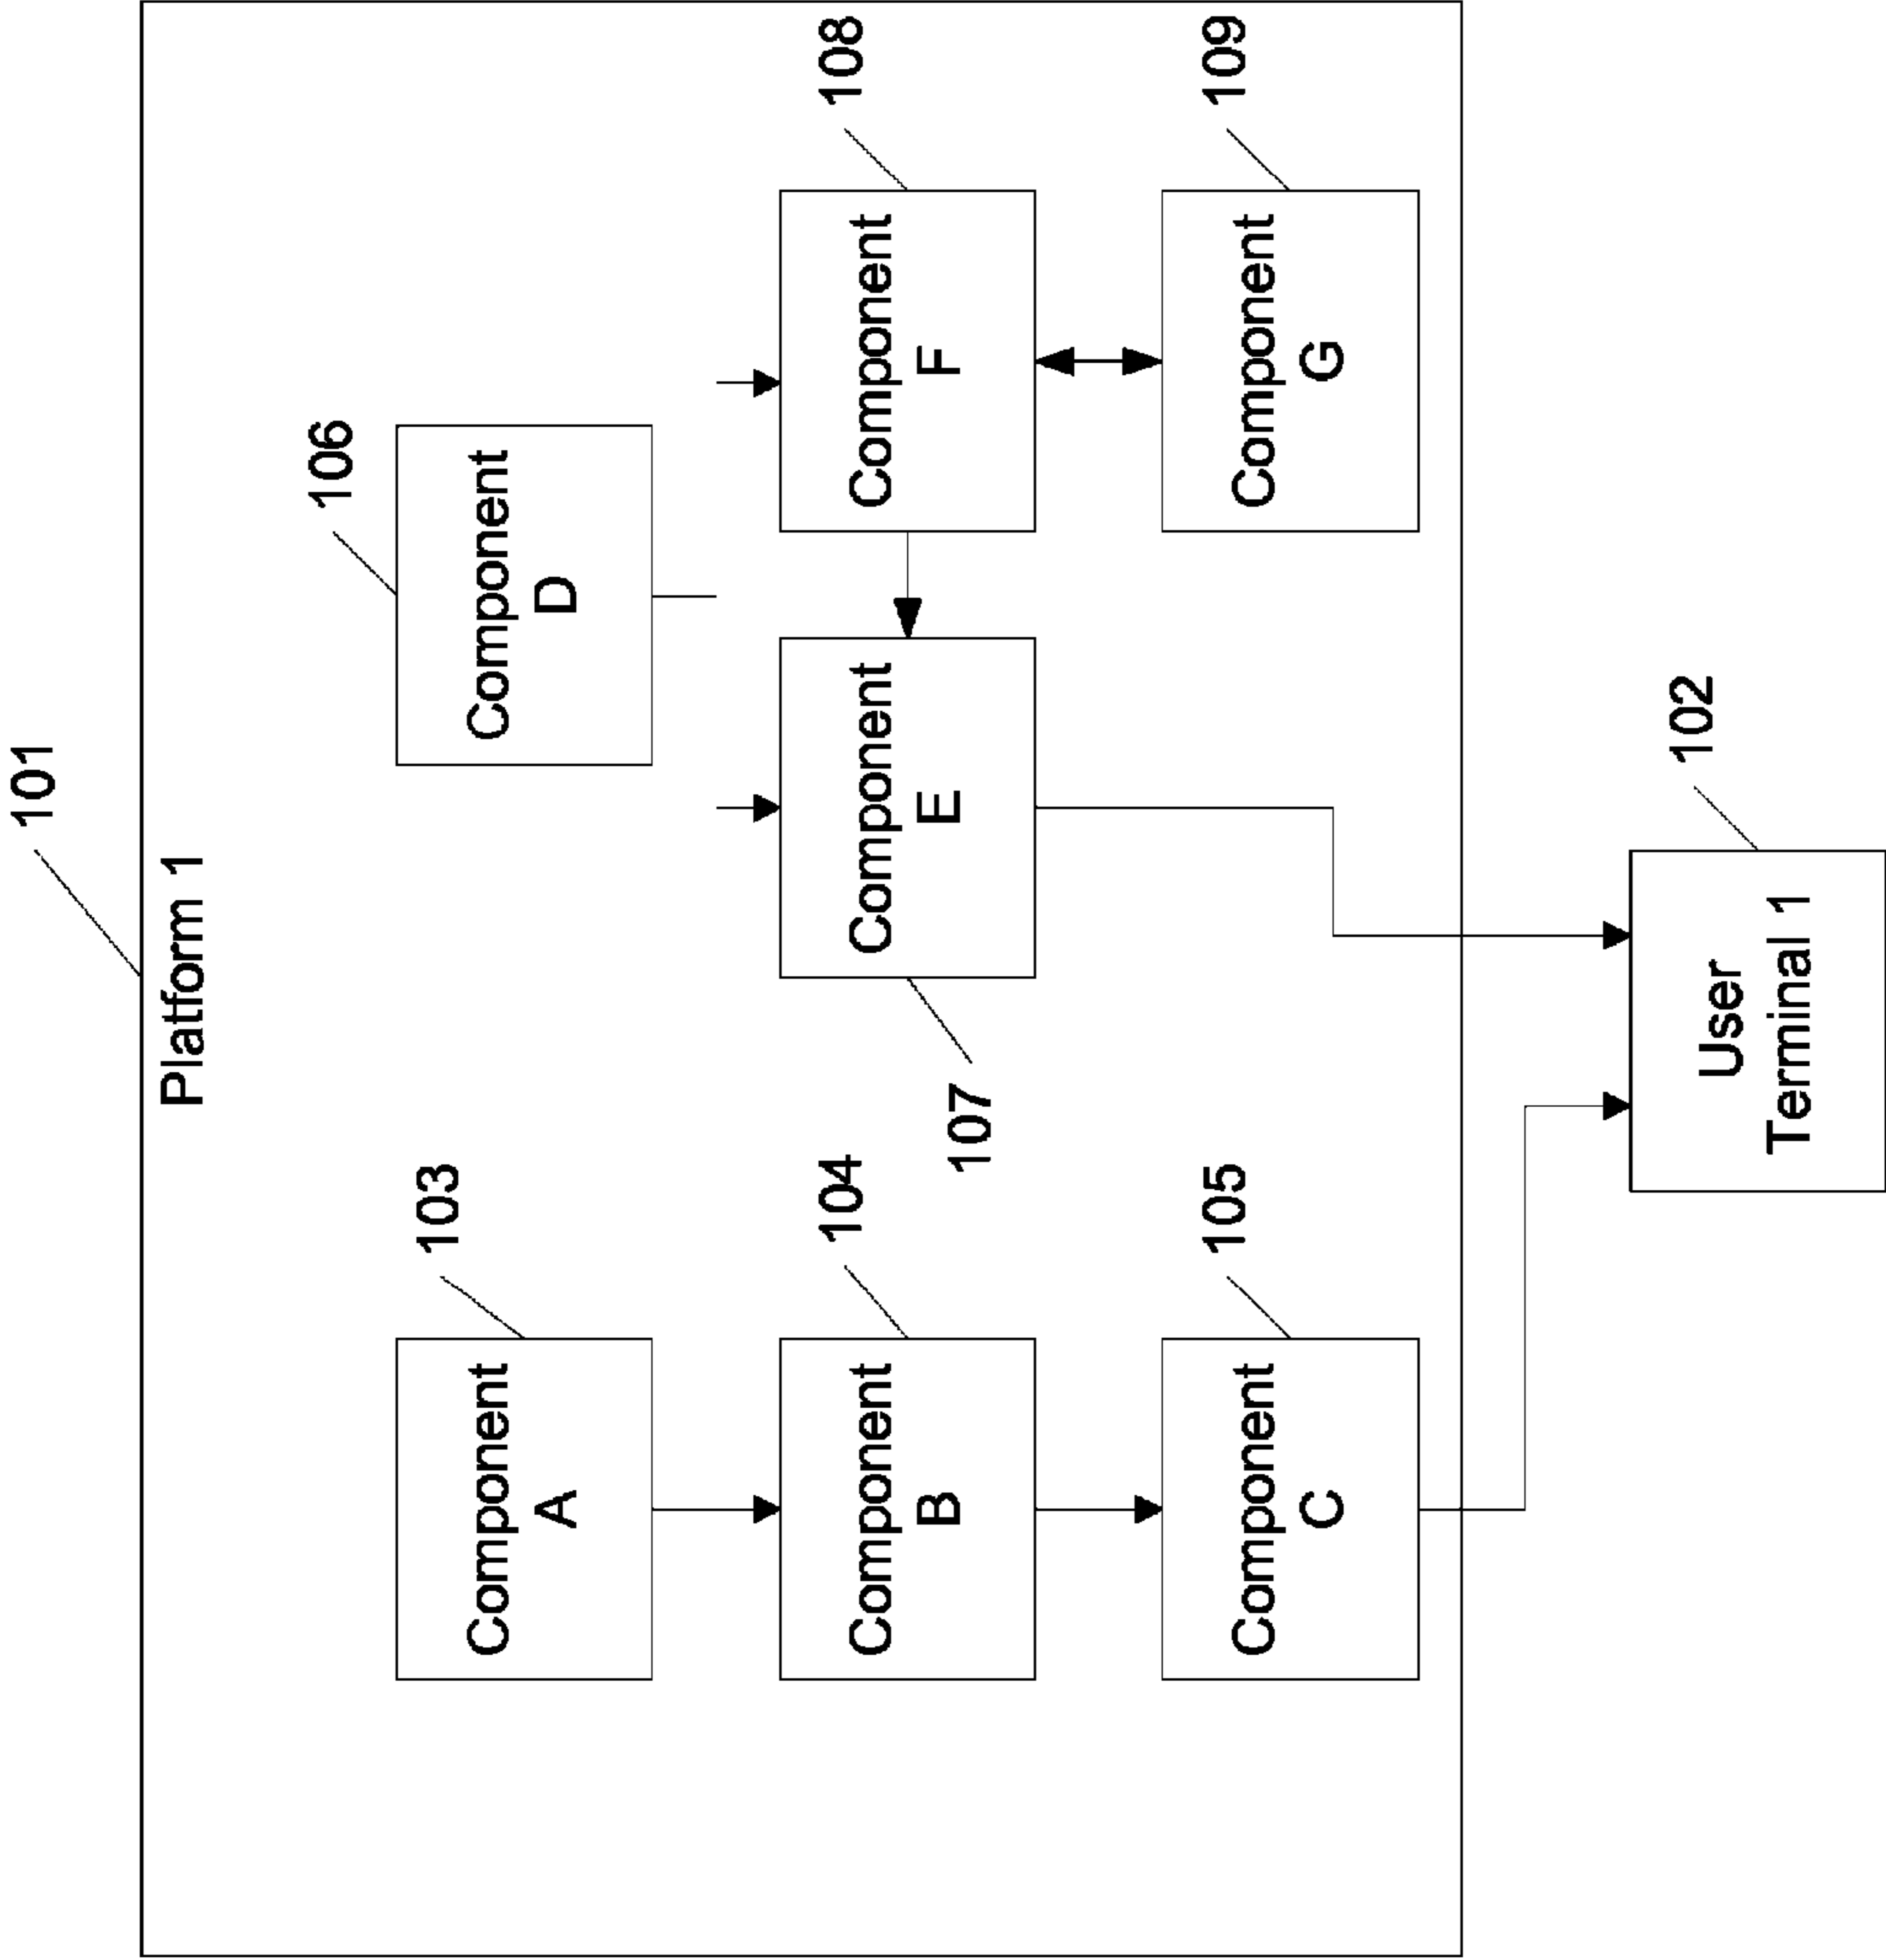 101
Platform 1
103
Component
A
106
Component
D
104
Component
B
107
Component
E
108
Component
F
105
Component
C
109
Component
G
102
User
Terminal 1